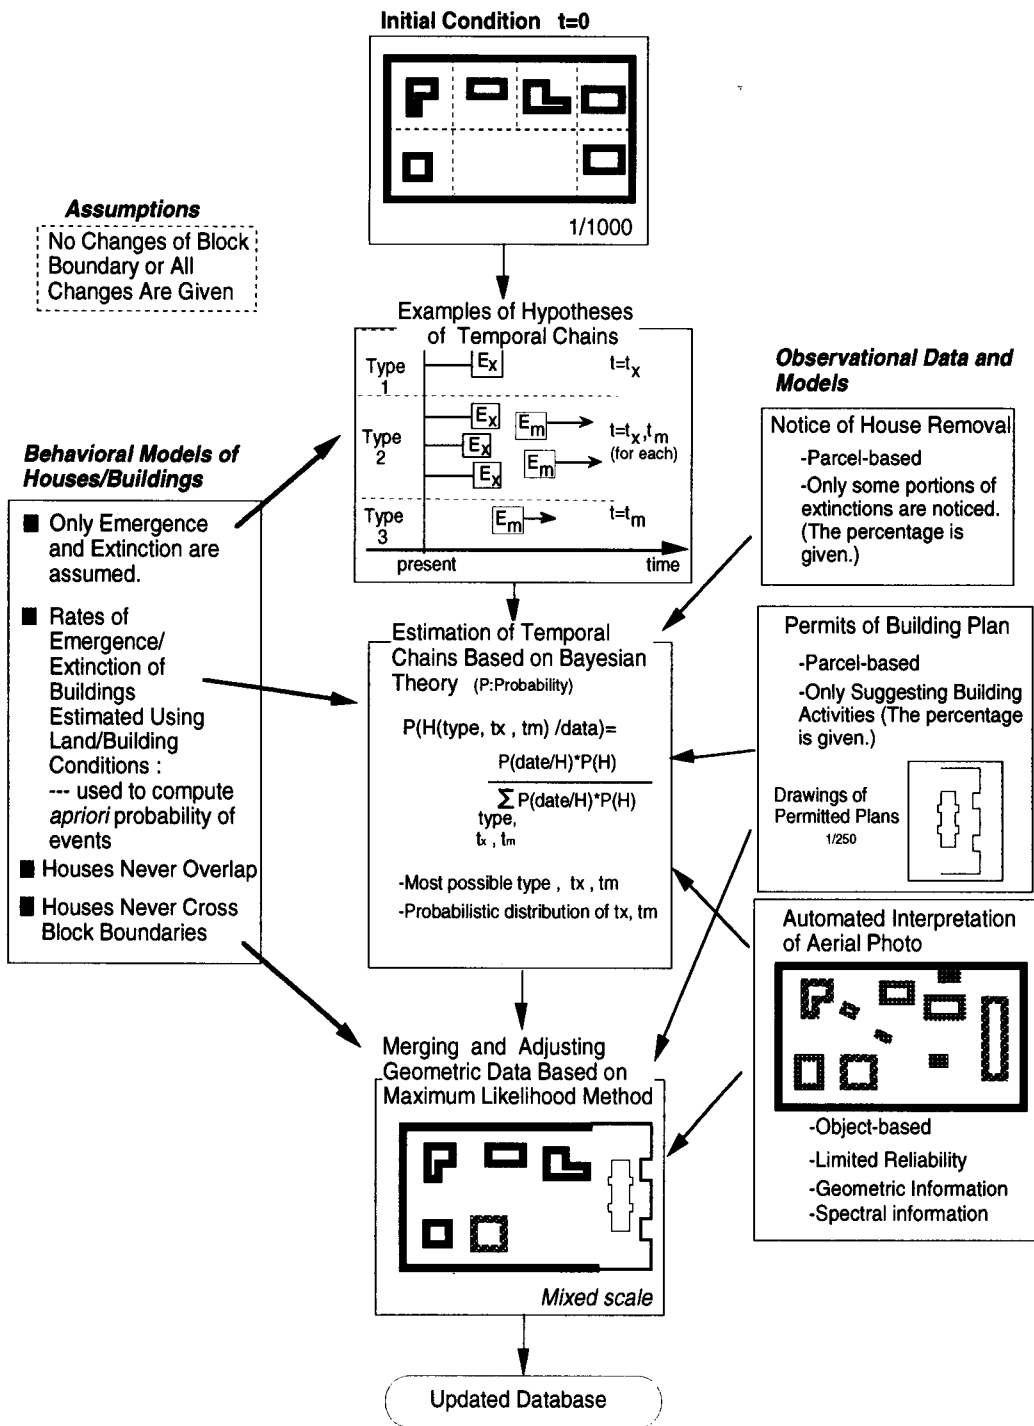 Initial Condition t=0
1/1000
Assumptions
No Changes of Block
Boundary or All
Changes Are Given
Examples of Hypotheses
of Temporal Chains
Type
1
Ex
t=tx
Type
2
Ex
Ex
Ex
Em
Em
t=tx,tm
(for each)
Type
3
Em
t=tm
present
time
Behavioral Models of
Houses/Buildings
Only Emergence
and Extinction are
assumed.
Rates of
Emergence/
Extinction of
Buildings
Estimated Using
Land/Building
Conditions :
--- used to compute
apriori probability of
events
Houses Never Overlap
Houses Never Cross
Block Boundaries
Estimation of Temporal
Chains Based on Bayesian
Theory (P:Probability)
P(H(type, tx , tm) /data)=
P(date/H)*P(H)
Σ P(date/H)*P(H)
type,
tx , tm
-Most possible type , tx , tm
-Probabilistic distribution of tx, tm
Observational Data and
Models
Notice of House Removal
-Parcel-based
-Only some portions of
extinctions are noticed.
(The percentage is
given.)
Permits of Building Plan
-Parcel-based
-Only Suggesting Building
Activities (The percentage
is given.)
Drawings of
Permitted Plans
1/250
Automated Interpretation
of Aerial Photo
-Object-based
-Limited Reliability
-Geometric Information
-Spectral information
Merging and Adjusting
Geometric Data Based on
Maximum Likelihood Method
Mixed scale
Updated Database